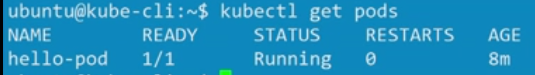 ubuntu@kube-cli:~$ kubectl get pods
NAME READY STATUS RESTARTS AGE
hello-pod 1/1 Running 0 8m